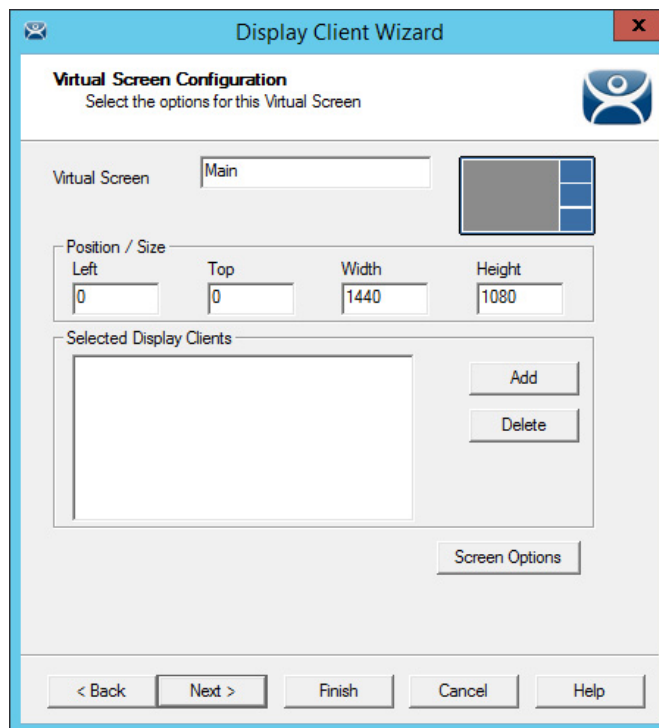 Display Client Wizard
x
Virtual Screen Configuration
Select the options for this Virtual Screen
Virtual Screen
Main
Position / Size
Left Top Width Height
0 0 1440 1080
Selected Display Clients
Add
Delete
Screen Options
< Back Next > Finish Cancel Help